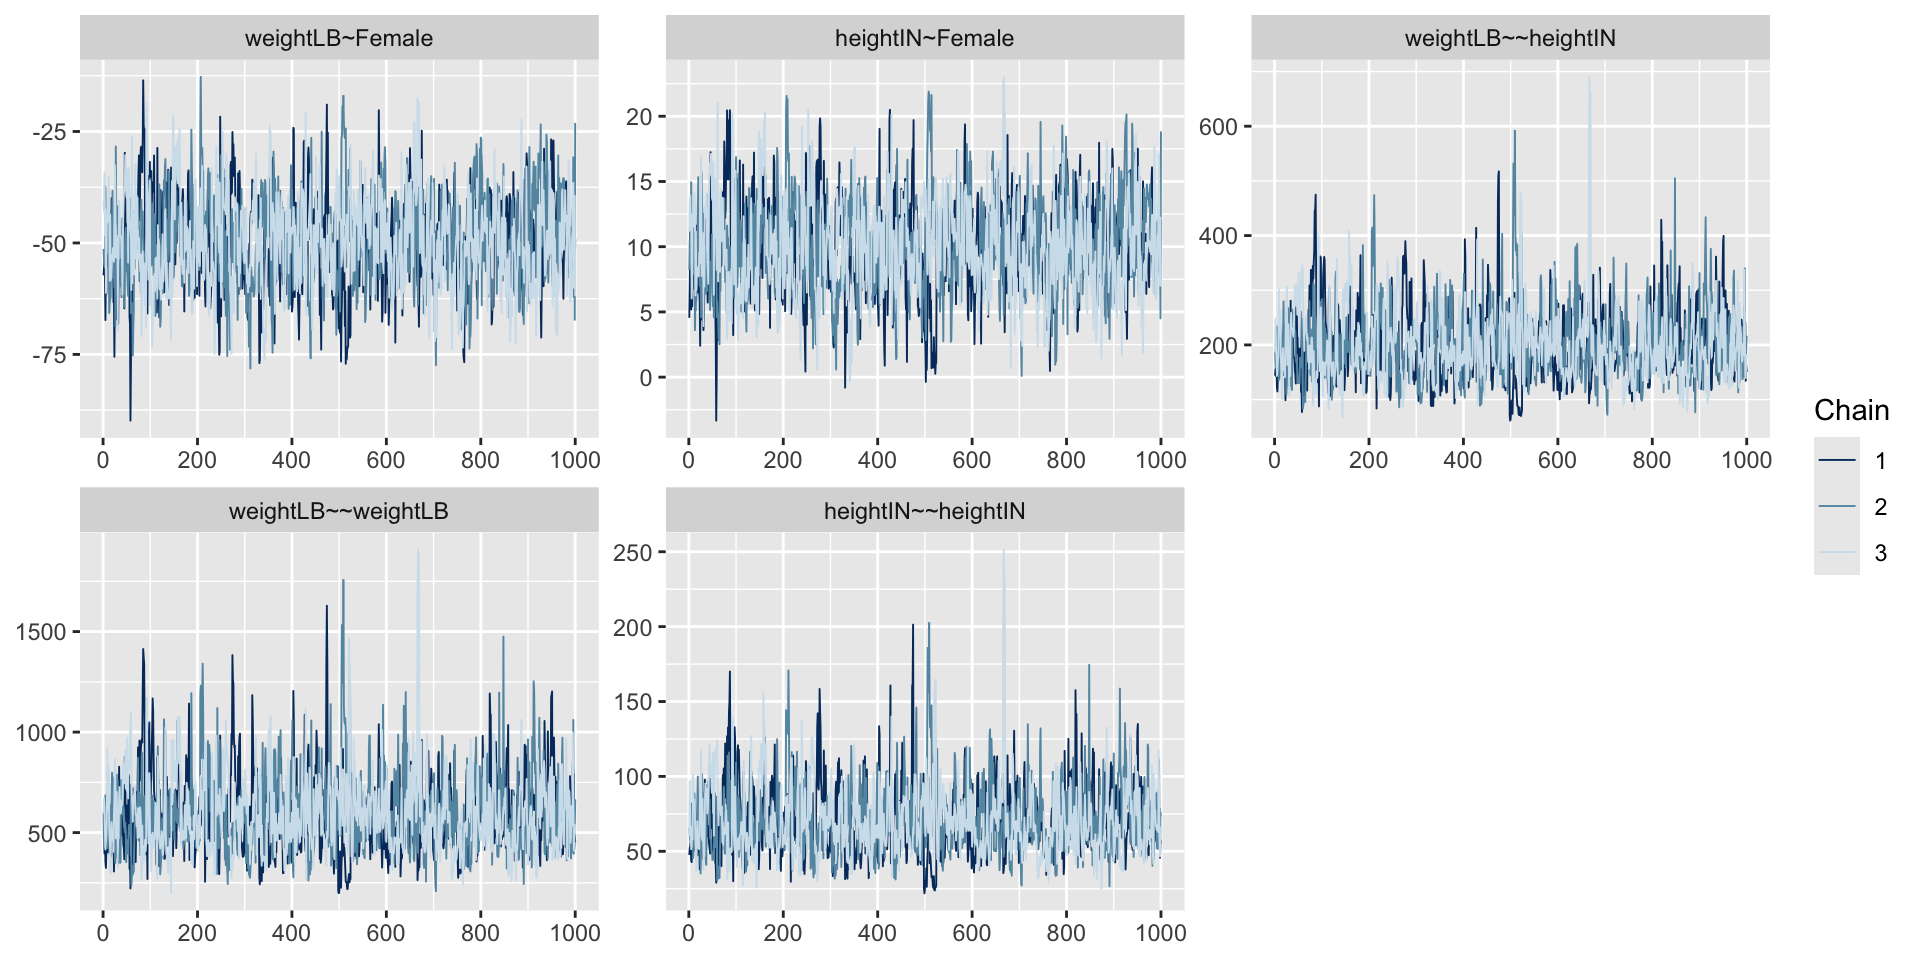 weightLB~Female
heightIN~Female
weightLB~~heightIN
-25
-50
-75
0 200 400 600 800 1000
20
15
10
5
0
0 200 400 600 800 1000
600
400
200
0 200 400 600 800 1000
weightLB~~weightLB
heightIN~~heightIN
1500
1000
500
0 200 400 600 800 1000
250
200
150
100
50
0 200 400 600 800 1000
Chain
1
2
3